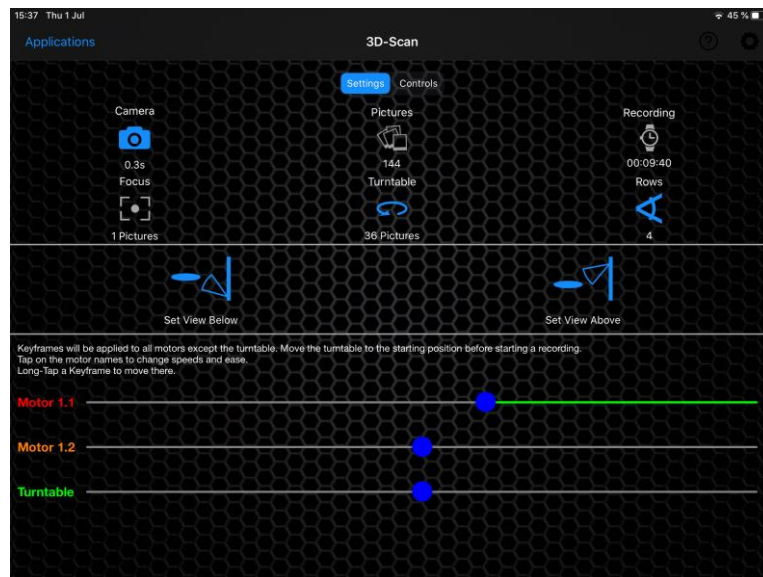 15:37 Thu 1 Jul
45 %
Applications
3D-Scan
Settings
Controls
Camera
Pictures
Recording
0.3s
144
00:09:40
Focus
Turntable
Rows
1 Pictures
36 Pictures
4
Set View Below
Set View Above
Keyframes will be applied to all motors except the turntable. Move the turntable to the starting position before starting a recording.
Tap on the motor names to change speeds and ease.
Long-Tap a Keyframe to move there.
Motor 1.1
Motor 1.2
Turntable